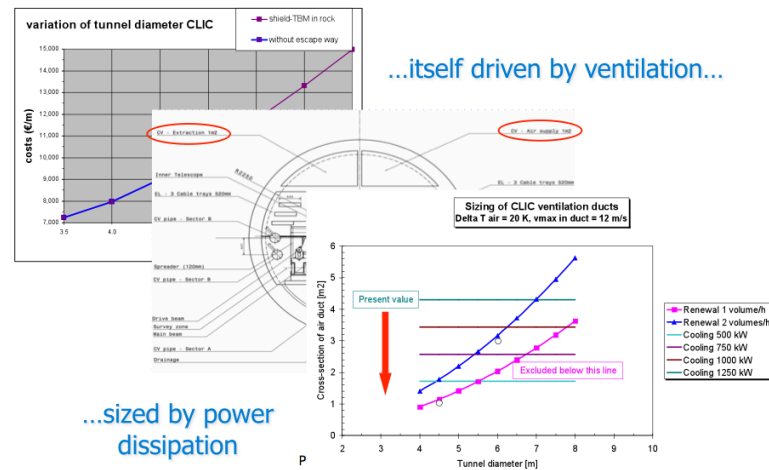 variation of tunnel diameter CLIC
shield-TBM in rock
without escape way
15,000
14,000
13,000
12,000
11,000
10,000
9,000
8,000
7,000
costs (€/m)
3.5
4.0
...itself driven by ventilation...
CV - Extraction 1m2
CV - Air supply 1m2
Inner Telescope
EL - 3 Cable trays 520mm
CV pipe - Sector B
Spreader (120mm)
CV pipe - Sector B
Drive beam
Survey zone
Main beam
CV pipe - Sector A
Drainage
EL - 3 Cable trays 520mm
Sizing of CLIC ventilation ducts
Delta T air = 20 K, vmax in duct = 12 m/s
Cross-section of air duct [m2]
6
5
4
3
2
1
0
Present value
Excluded below this line
2
3
4
5
6
7
8
9
10
Tunnel diameter [m]
Renewal 1 volume/h
Renewal 2 volumes/h
Cooling 500 kW
Cooling 750 kW
Cooling 1000 kW
Cooling 1250 kW
...sized by power
dissipation
P